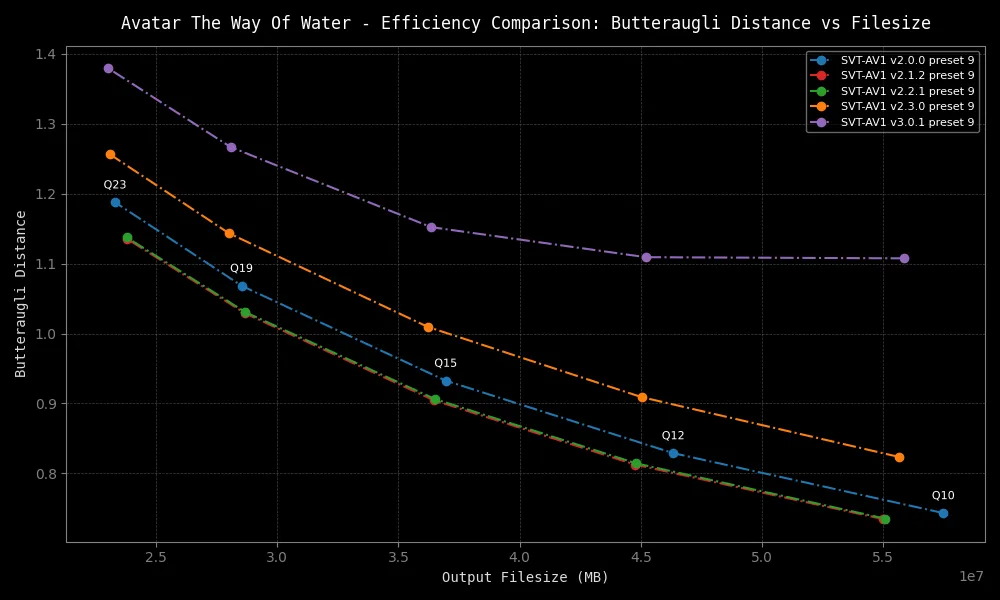 Avatar The Way Of Water - Efficiency Comparison: Butteraugli Distance vs Filesize
1.4
1.3
1.2
1.1
1.0
0.9
0.8
Butteraugli Distance
SVT-AV1 v2.0.0 preset 9
SVT-AV1 v2.1.2 preset 9
SVT-AV1 v2.2.1 preset 9
SVT-AV1 v2.3.0 preset 9
SVT-AV1 v3.0.1 preset 9
Q23
Q19
Q15
Q12
Q10
2.5 3.0 3.5 4.0 4.5 5.0 5.5
1e7
Output Filesize (MB)